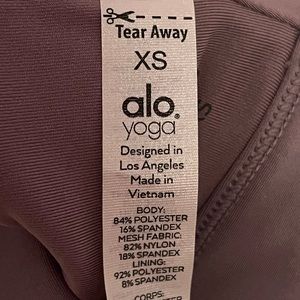 Tear Away
XS
alo®
yoga
Designed in
Los Angeles
Made in
Vietnam
BODY:
84% POLYESTER
16% SPANDEX
MESH FABRIC:
82% NYLON
18% SPANDEX
LINING:
92% POLYESTER
8% SPANDEX
CORPS: